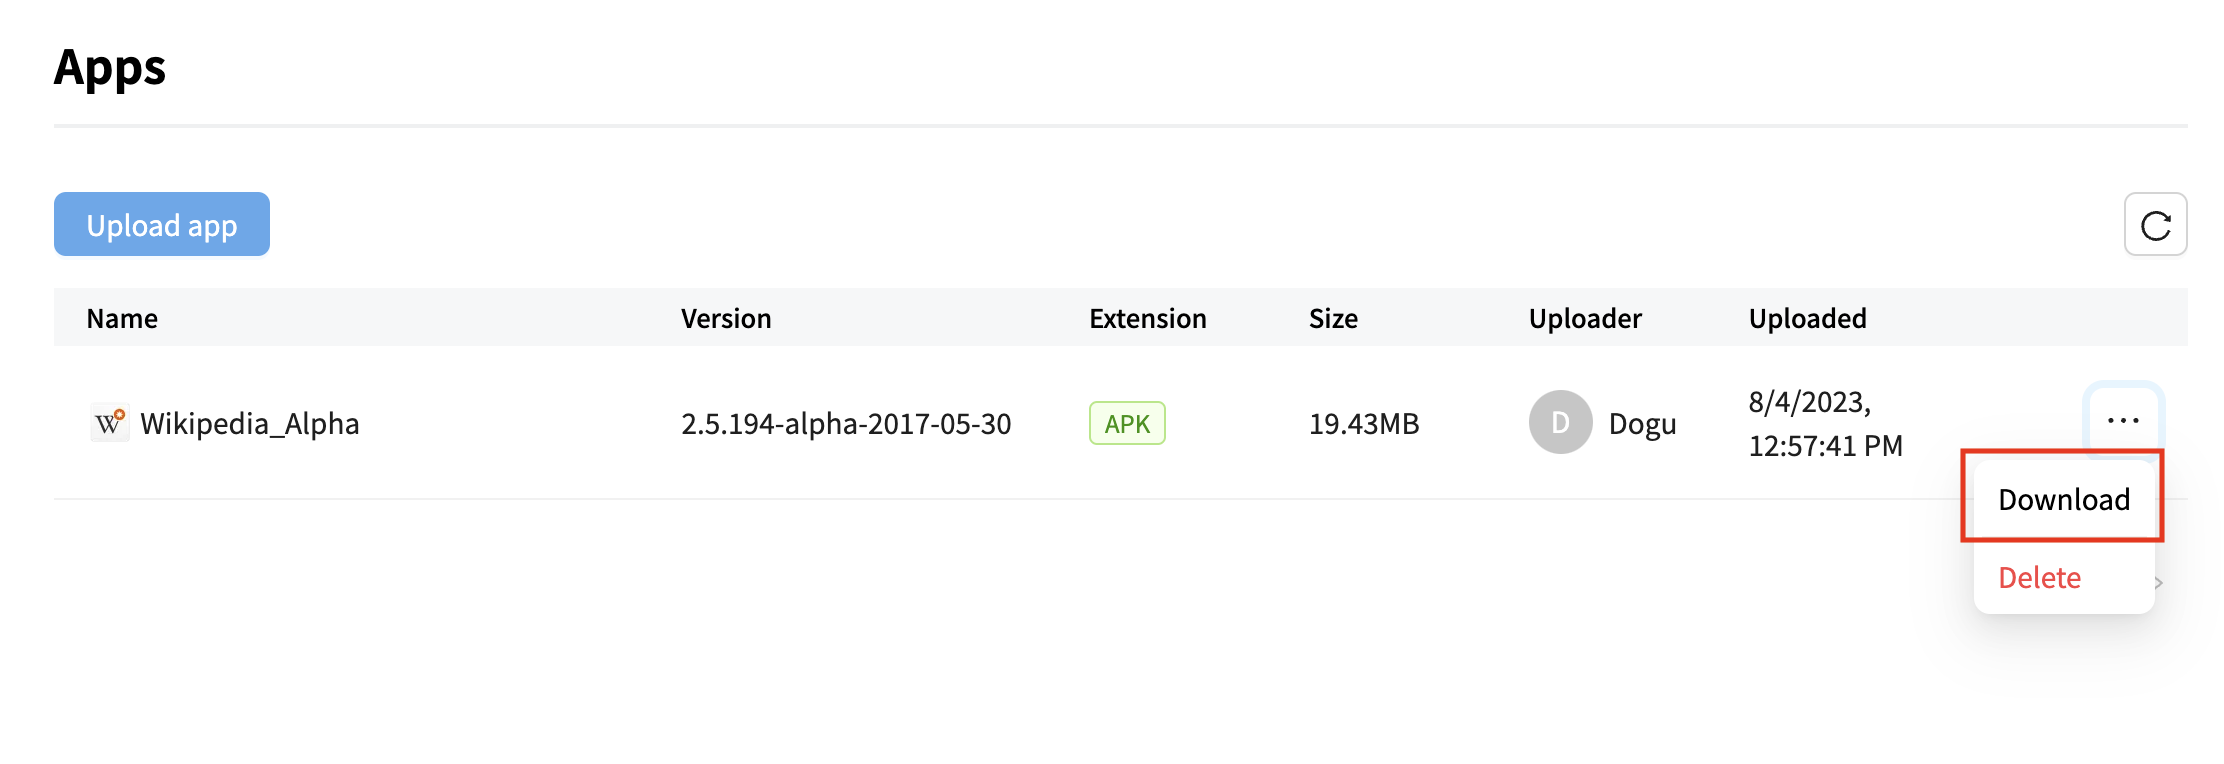 Apps
Upload app
Name Version Extension Size Uploader Uploaded
W Wikipedia_Alpha 2.5.194-alpha-2017-05-30 APK 19.43MB D Dogu 8/4/2023,
12:57:41 PM
Download
Delete